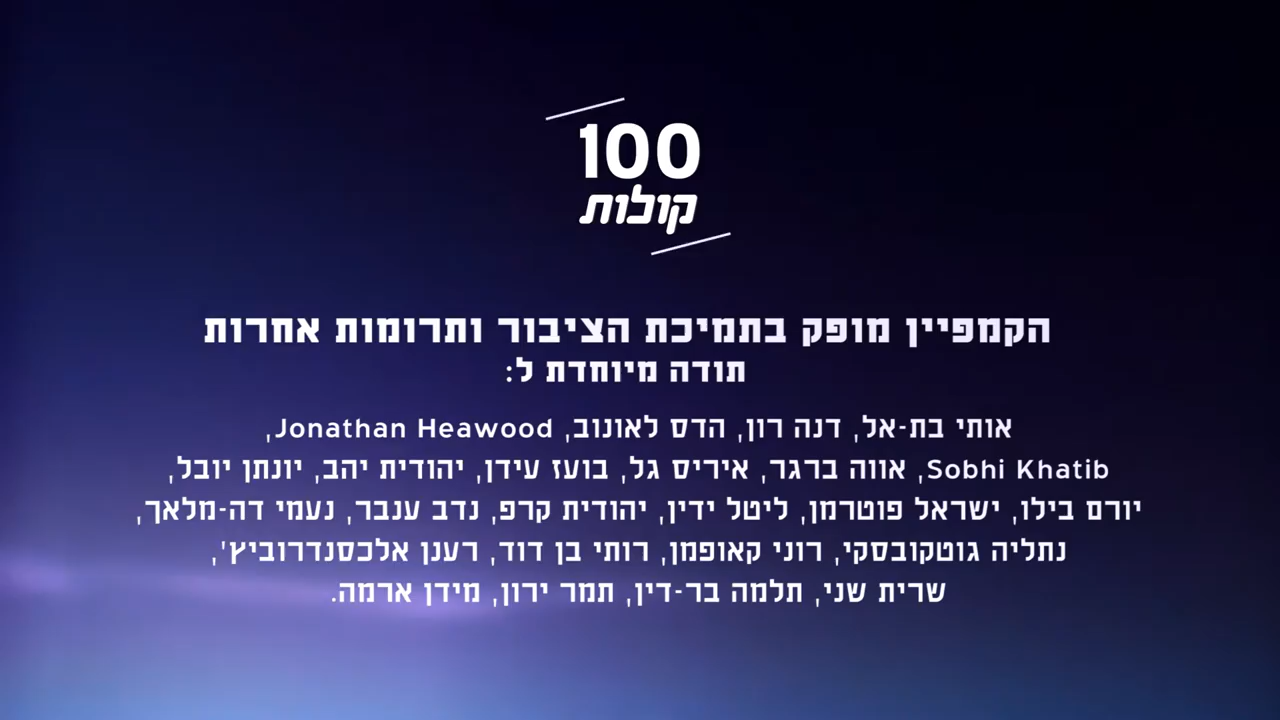 100
קולות
הקמפיין מופק בתמיכת הציבור ותרומות אחרות
תודה מיוחדת ל:
אותי בת-אל, דנה רון, הדס לאונוב, Jonathan Heawood,
Sobhi Khatib, אווה ברגר, איריס גל, בועז עידן, יהודית יהב, יונתן יובל,
יורם בילו, ישראל פוטרמן, ליטל ידין, יהודית קרפ, נדב ענבר, נעמי דה-מלאך,
נתליה גוטקובסקי, רוני קאופמן, רותי בן דוד, רענן אלכסנדרוביץ',
שרית שני, תלמה בר-דין, תמר ירון, מידן ארמה.